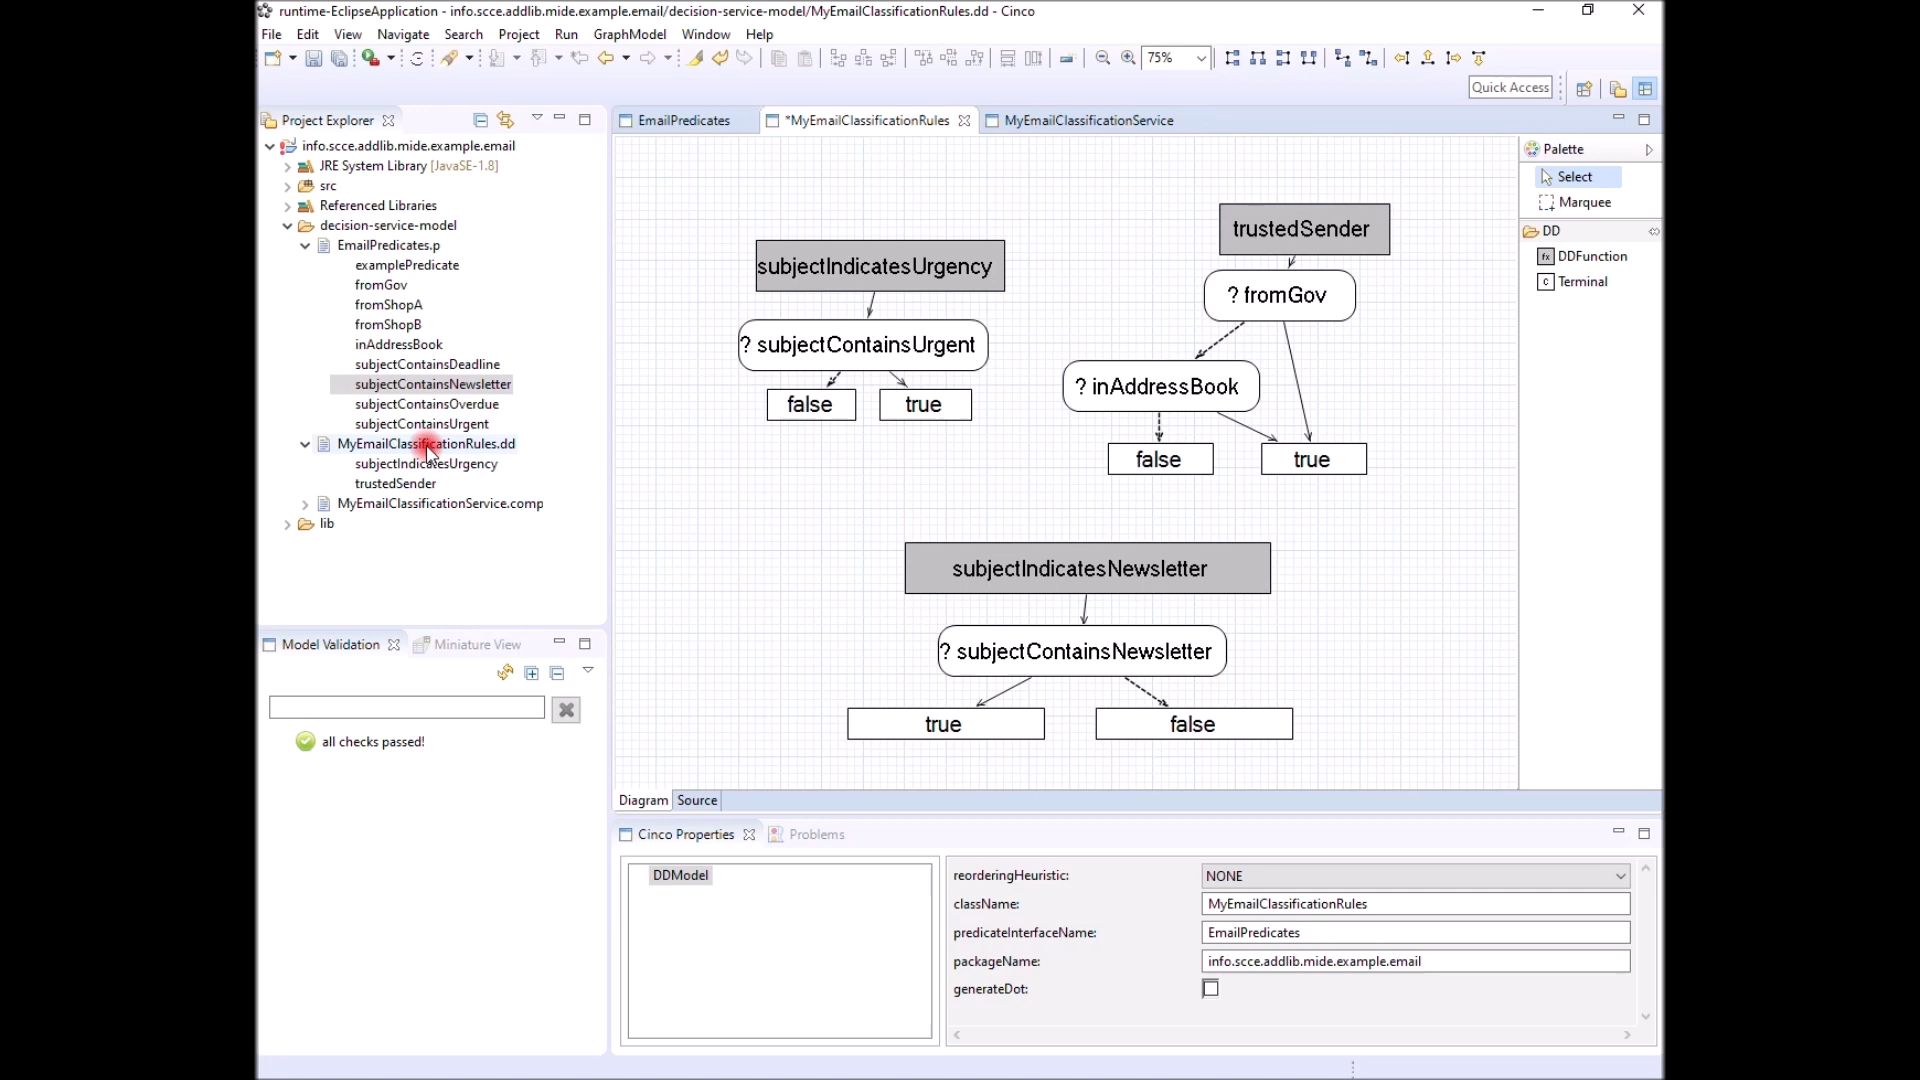 runtime-EclipseApplication - info.scce.addlib.mide.example.email/decision-service-model/MyEmailClassificationRules.dd - Cinco
File Edit View Navigate Search Project Run GraphModel Window Help
75%
Quick Access
Project Explorer
info.scce.addlib.mide.example.email
JRE System Library [JavaSE-1.8]
src
Referenced Libraries
decision-service-model
EmailPredicates.p
examplePredicate
fromGov
fromShopA
fromShopB
inAddressBook
subjectContainsDeadline
subjectContainsNewsletter
subjectContainsOverdue
subjectContainsUrgent
MyEmailClassificationRules.dd
subjectIndicatesUrgency
trustedSender
MyEmailClassificationService.comp
lib
Model Validation Miniature View
all checks passed!
EmailPredicates *MyEmailClassificationRules MyEmailClassificationService
trustedSender
subjectIndicatesUrgency
? fromGov
? subjectContainsUrgent
? inAddressBook
false true
false true
subjectIndicatesNewsletter
? subjectContainsNewsletter
true false
Palette
Select
Marquee
DD
fx DDFunction
c Terminal
Diagram Source
Cinco Properties Problems
DDModel
reorderingHeuristic: NONE
className: MyEmailClassificationRules
predicateInterfaceName: EmailPredicates
packageName: info.scce.addlib.mide.example.email
generateDot: